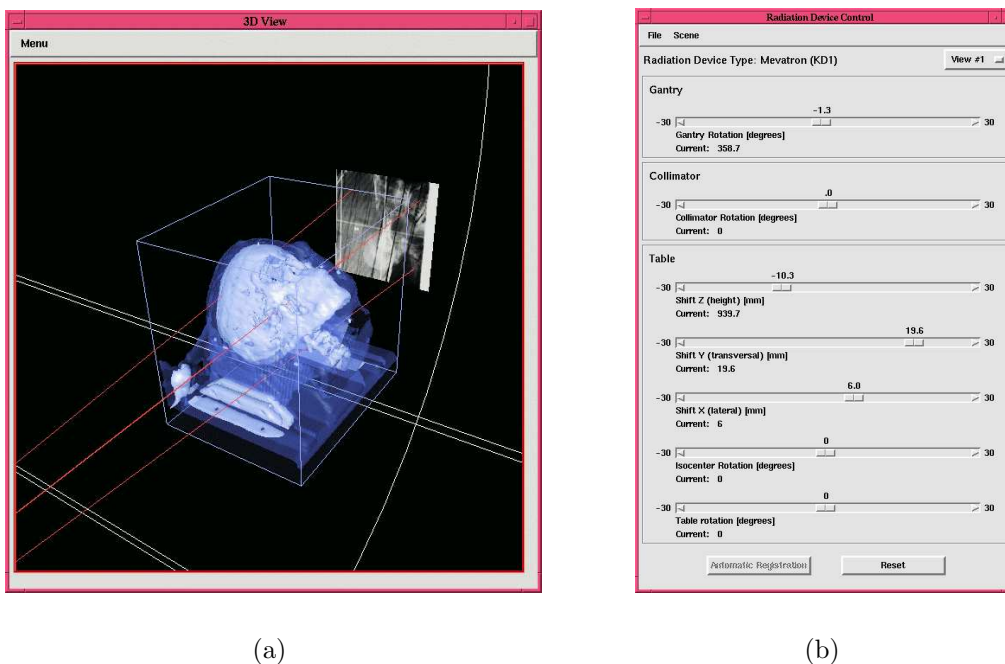 3D View
Menu
(a)
Radiation Device Control
File Scene
Radiation Device Type: Mevatron (KD1) View #1
Gantry
-1.3
-30 30
Gantry Rotation [degrees]
Current: 358.7
Collimator
.0
-30 30
Collimator Rotation [degrees]
Current: 0
Table
-10.3
-30 30
Shift Z (height) [mm]
Current: 939.7
19.6
-30 30
Shift Y (transversal) [mm]
Current: 19.6
6.0
-30 30
Shift X (lateral) [mm]
Current: 6
0
-30 30
Isocenter Rotation [degrees]
Current: 0
0
-30 30
Table rotation [degrees]
Current: 0
Automatic Registration Reset
(b)